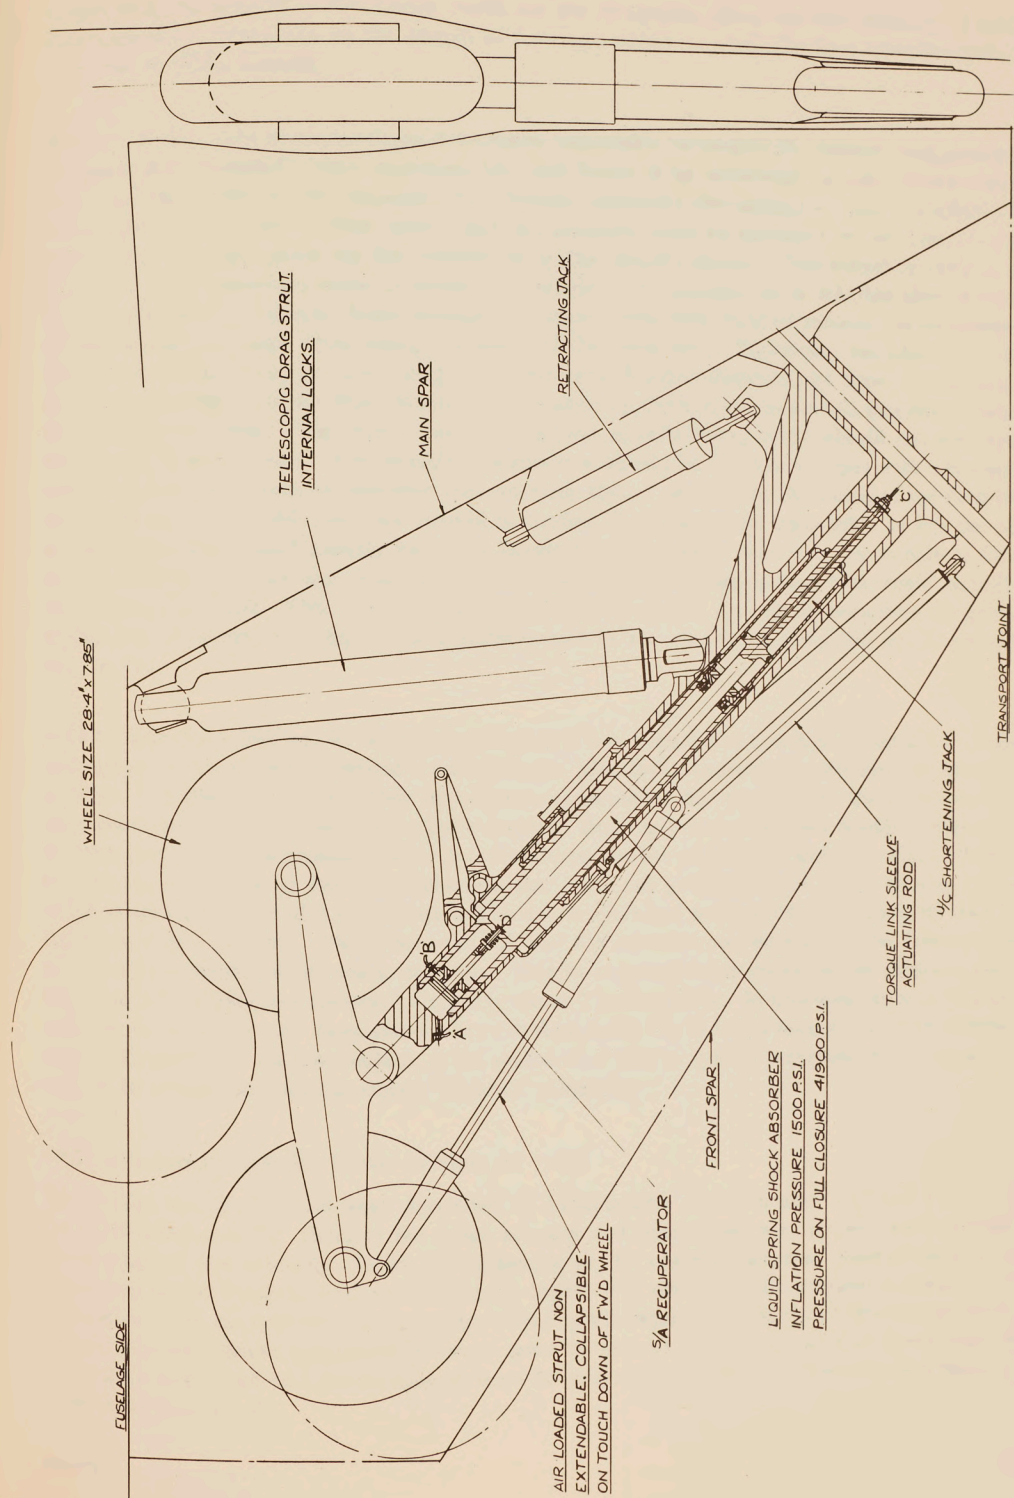 FUSELAGE SIDE
WHEEL SIZE 28·4" x 7·85"
TELESCOPIC DRAG STRUT.
INTERNAL LOCKS.
MAIN SPAR
RETRACTING JACK
AIR LOADED STRUT NON
EXTENDABLE. COLLAPSIBLE
ON TOUCH DOWN OF F'W'D WHEEL
S/A RECUPERATOR
FRONT SPAR
LIQUID SPRING SHOCK ABSORBER
INFLATION PRESSURE 1500 P.S.I.
PRESSURE ON FULL CLOSURE 41900 P.S.I.
TORQUE LINK SLEEVE
ACTUATING ROD
U/C SHORTENING JACK
TRANSPORT JOINT
'A'
'B'
'C'